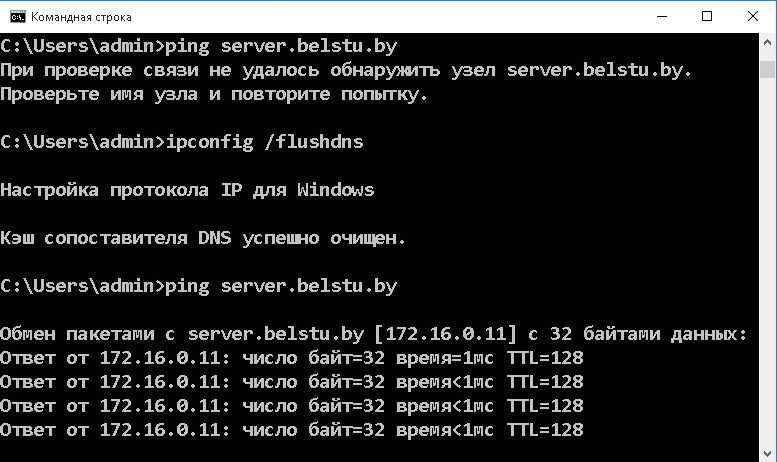 Командная строка
C:\Users\admin>ping server.belstu.by
При проверке связи не удалось обнаружить узел server.belstu.by.
Проверьте имя узла и повторите попытку.
C:\Users\admin>ipconfig /flushdns
Настройка протокола IP для Windows
Кэш сопоставителя DNS успешно очищен.
C:\Users\admin>ping server.belstu.by
Обмен пакетами с server.belstu.by [172.16.0.11] с 32 байтами данных:
Ответ от 172.16.0.11: число байт=32 время=1мс TTL=128
Ответ от 172.16.0.11: число байт=32 время<1мс TTL=128
Ответ от 172.16.0.11: число байт=32 время<1мс TTL=128
Ответ от 172.16.0.11: число байт=32 время<1мс TTL=128